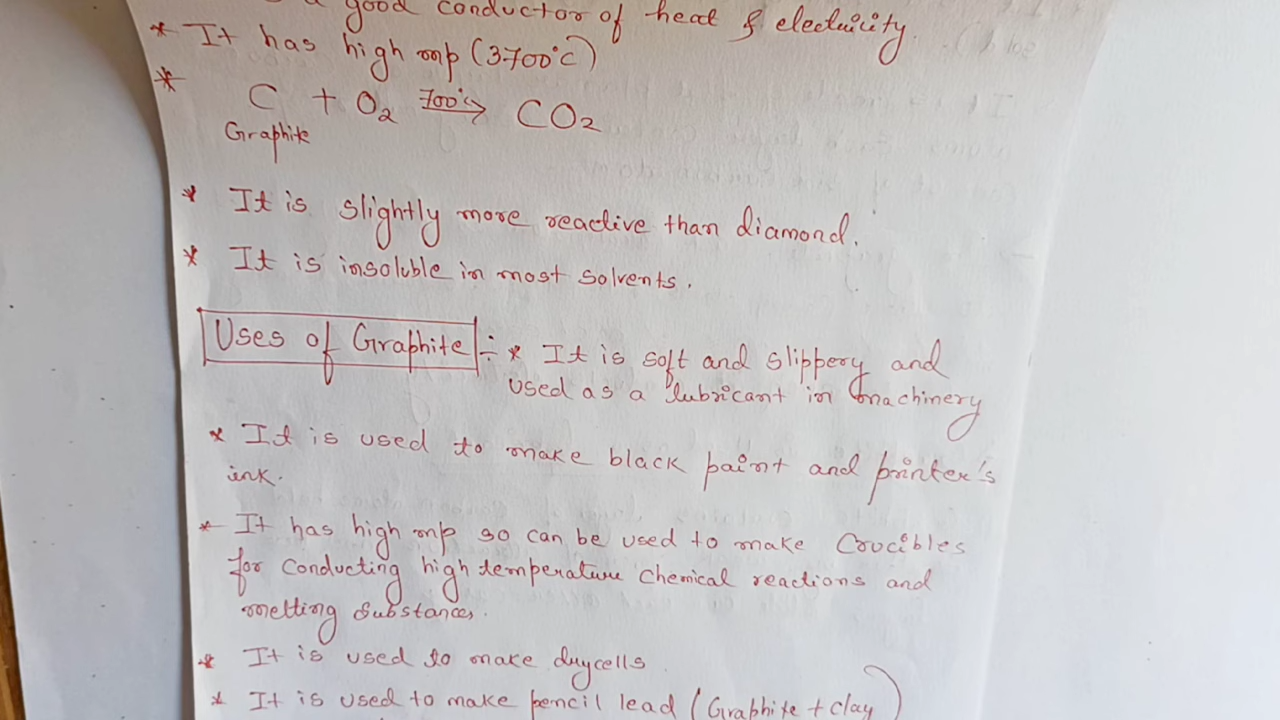 a good conductor of heat & electricity.
* It has high mp (3700°C)
* C + O2 700°C→ CO2
Graphite
* It is slightly more reactive than diamond.
* It is insoluble in most solvents.
Uses of Graphite ÷ * It is soft and slippery and
used as a lubricant in machinery
* It is used to make black paint and printer's
ink.
* It has high mp so can be used to make Crucibles
for conducting high temperature chemical reactions and
melting substances.
* It is used to make drycells
* It is used to make pencil lead (Graphite + clay)